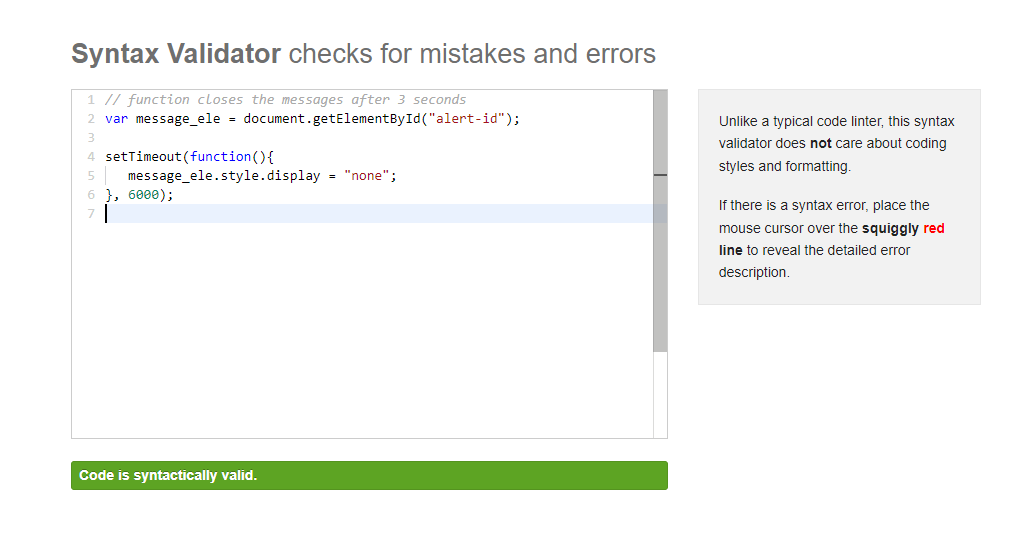 Syntax Validator checks for mistakes and errors
1 // function closes the messages after 3 seconds
2 var message_ele = document.getElementById("alert-id");
3
4 setTimeout(function(){
5    message_ele.style.display = "none";
6 }, 6000);
7
Code is syntactically valid.
Unlike a typical code linter, this syntax
validator does not care about coding
styles and formatting.
If there is a syntax error, place the
mouse cursor over the squiggly red
line to reveal the detailed error
description.